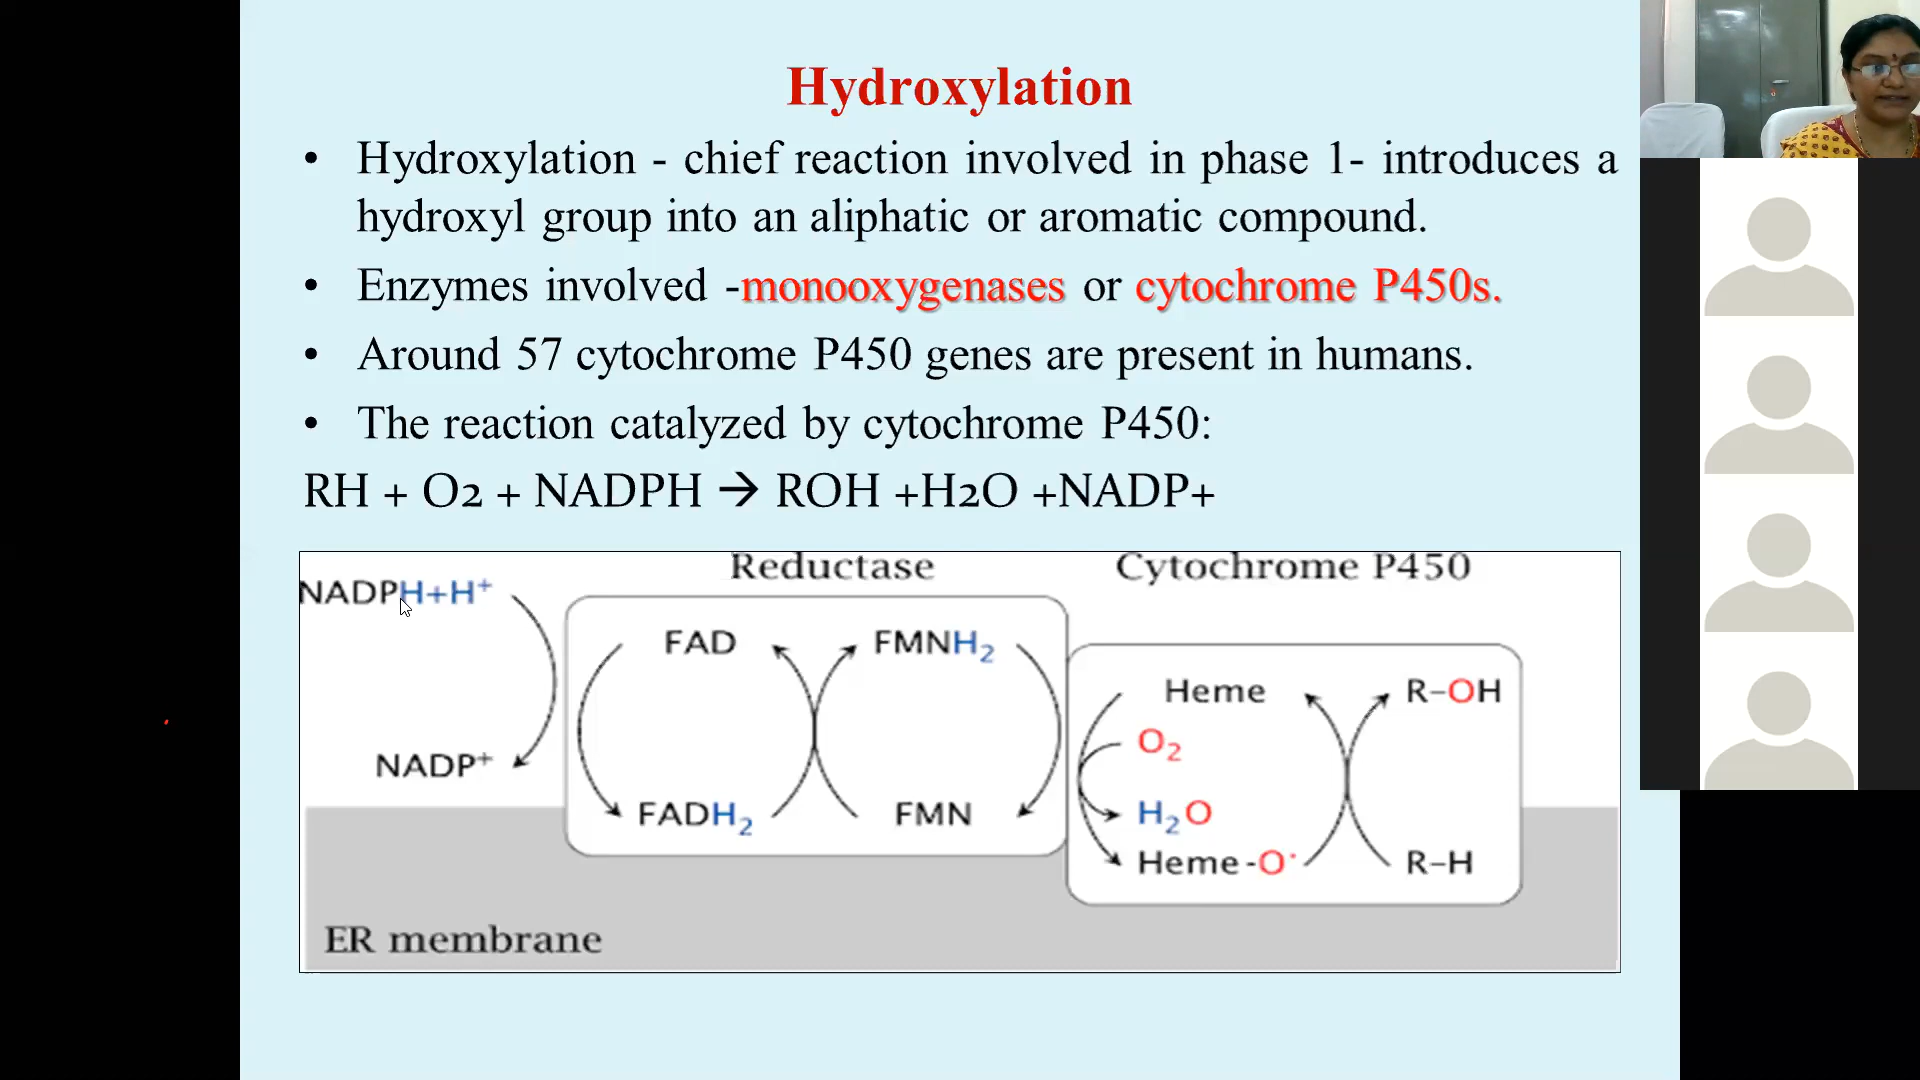 Hydroxylation
• Hydroxylation - chief reaction involved in phase 1- introduces a
hydroxyl group into an aliphatic or aromatic compound.
• Enzymes involved -monooxygenases or cytochrome P450s.
• Around 57 cytochrome P450 genes are present in humans.
• The reaction catalyzed by cytochrome P450:
RH + O2 + NADPH → ROH +H2O +NADP+
Reductase
Cytochrome P450
NADPH+H⁺
NADP⁺
FAD
FMNH₂
FADH₂
FMN
Heme
R–OH
O₂
H₂O
Heme-O·
R–H
ER membrane